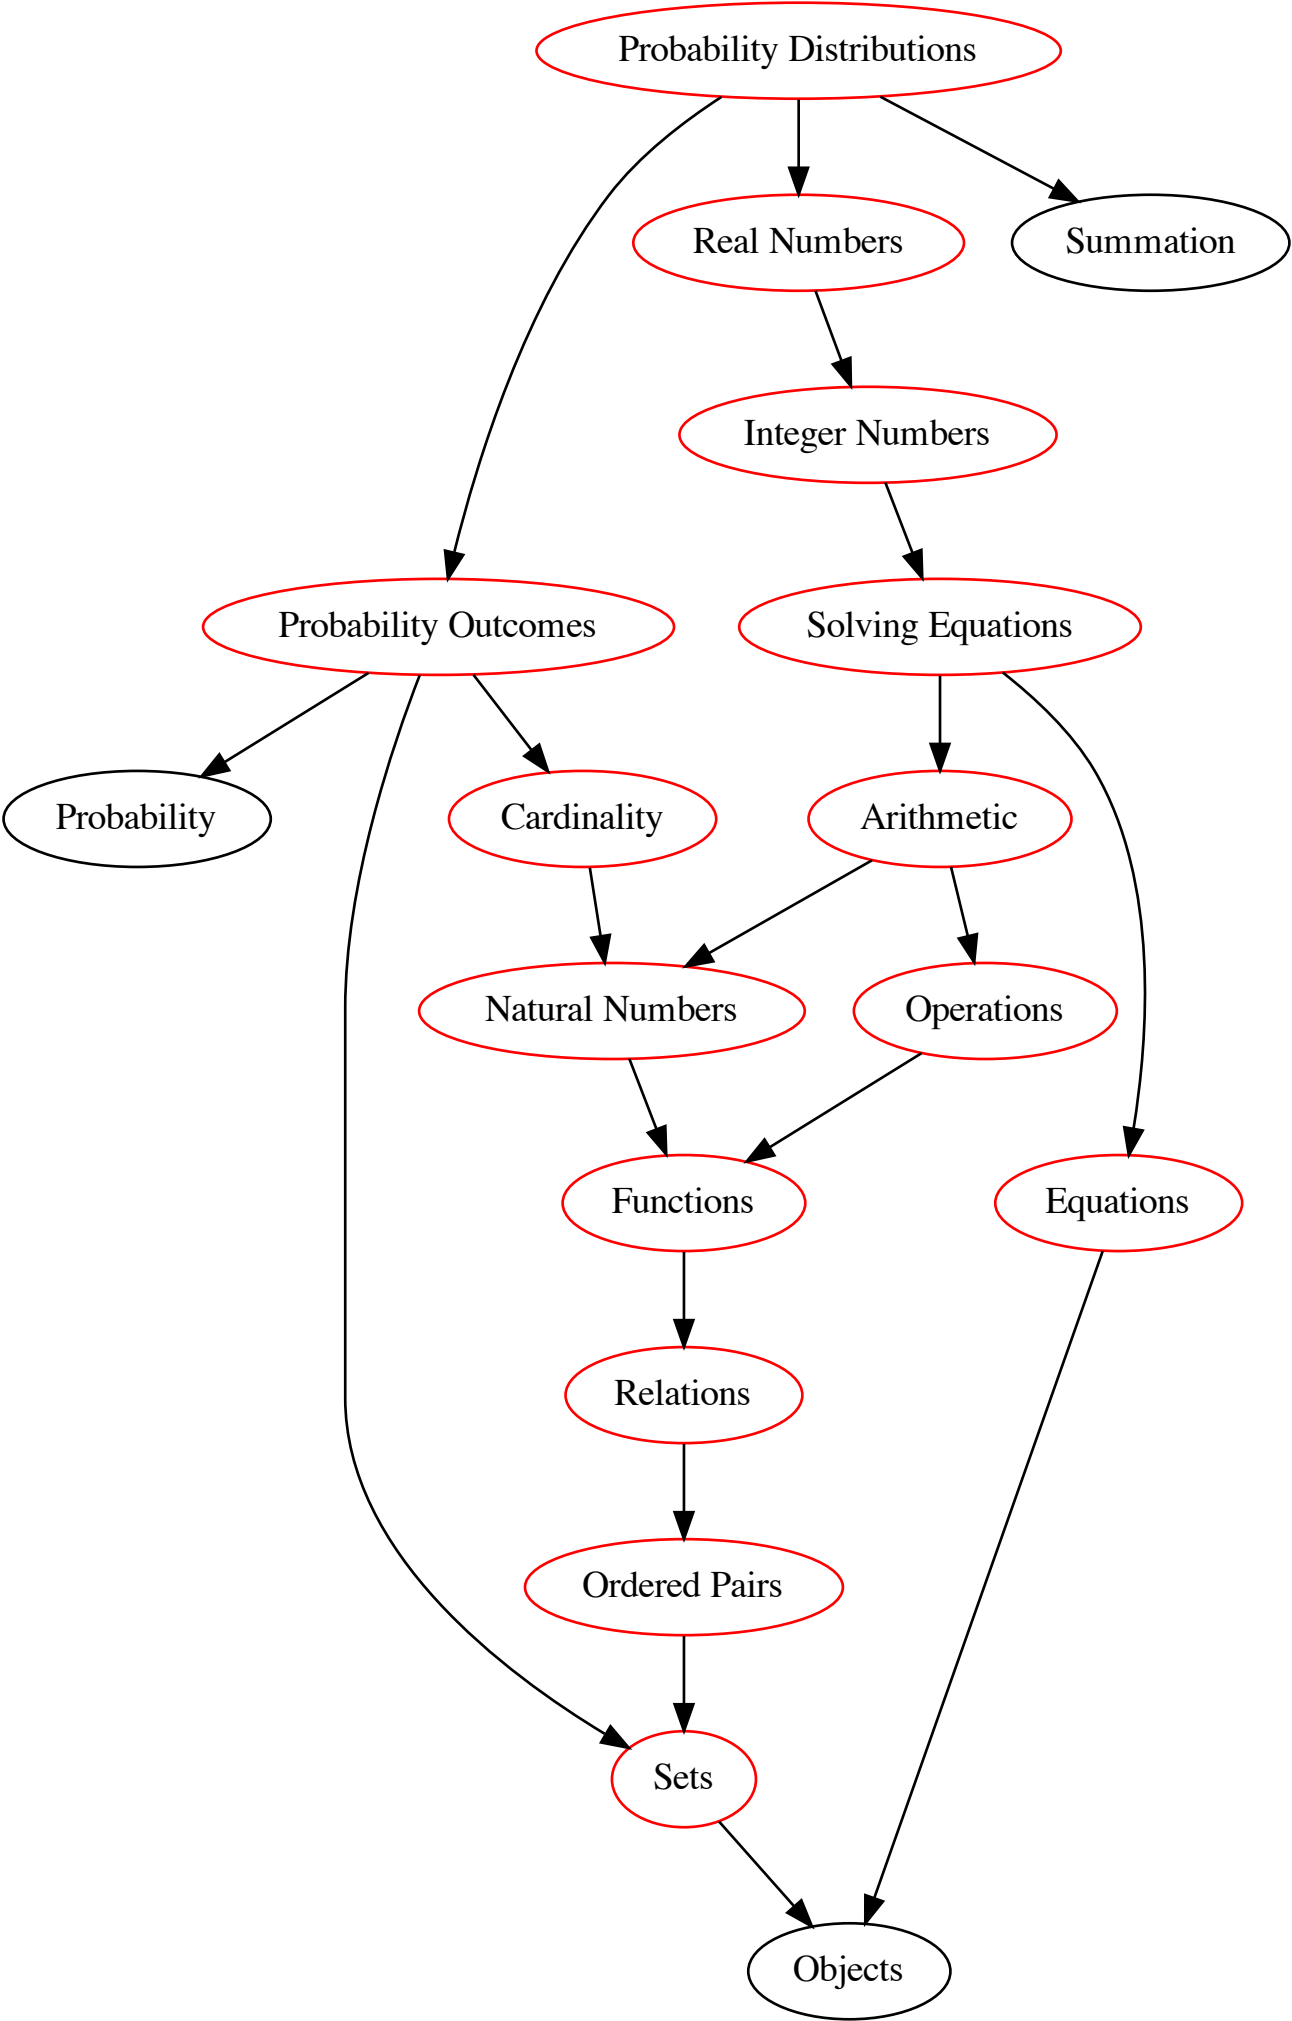 Probability Distributions
Real Numbers
Summation
Integer Numbers
Probability Outcomes
Solving Equations
Probability
Cardinality
Arithmetic
Natural Numbers
Operations
Functions
Equations
Relations
Ordered Pairs
Sets
Objects